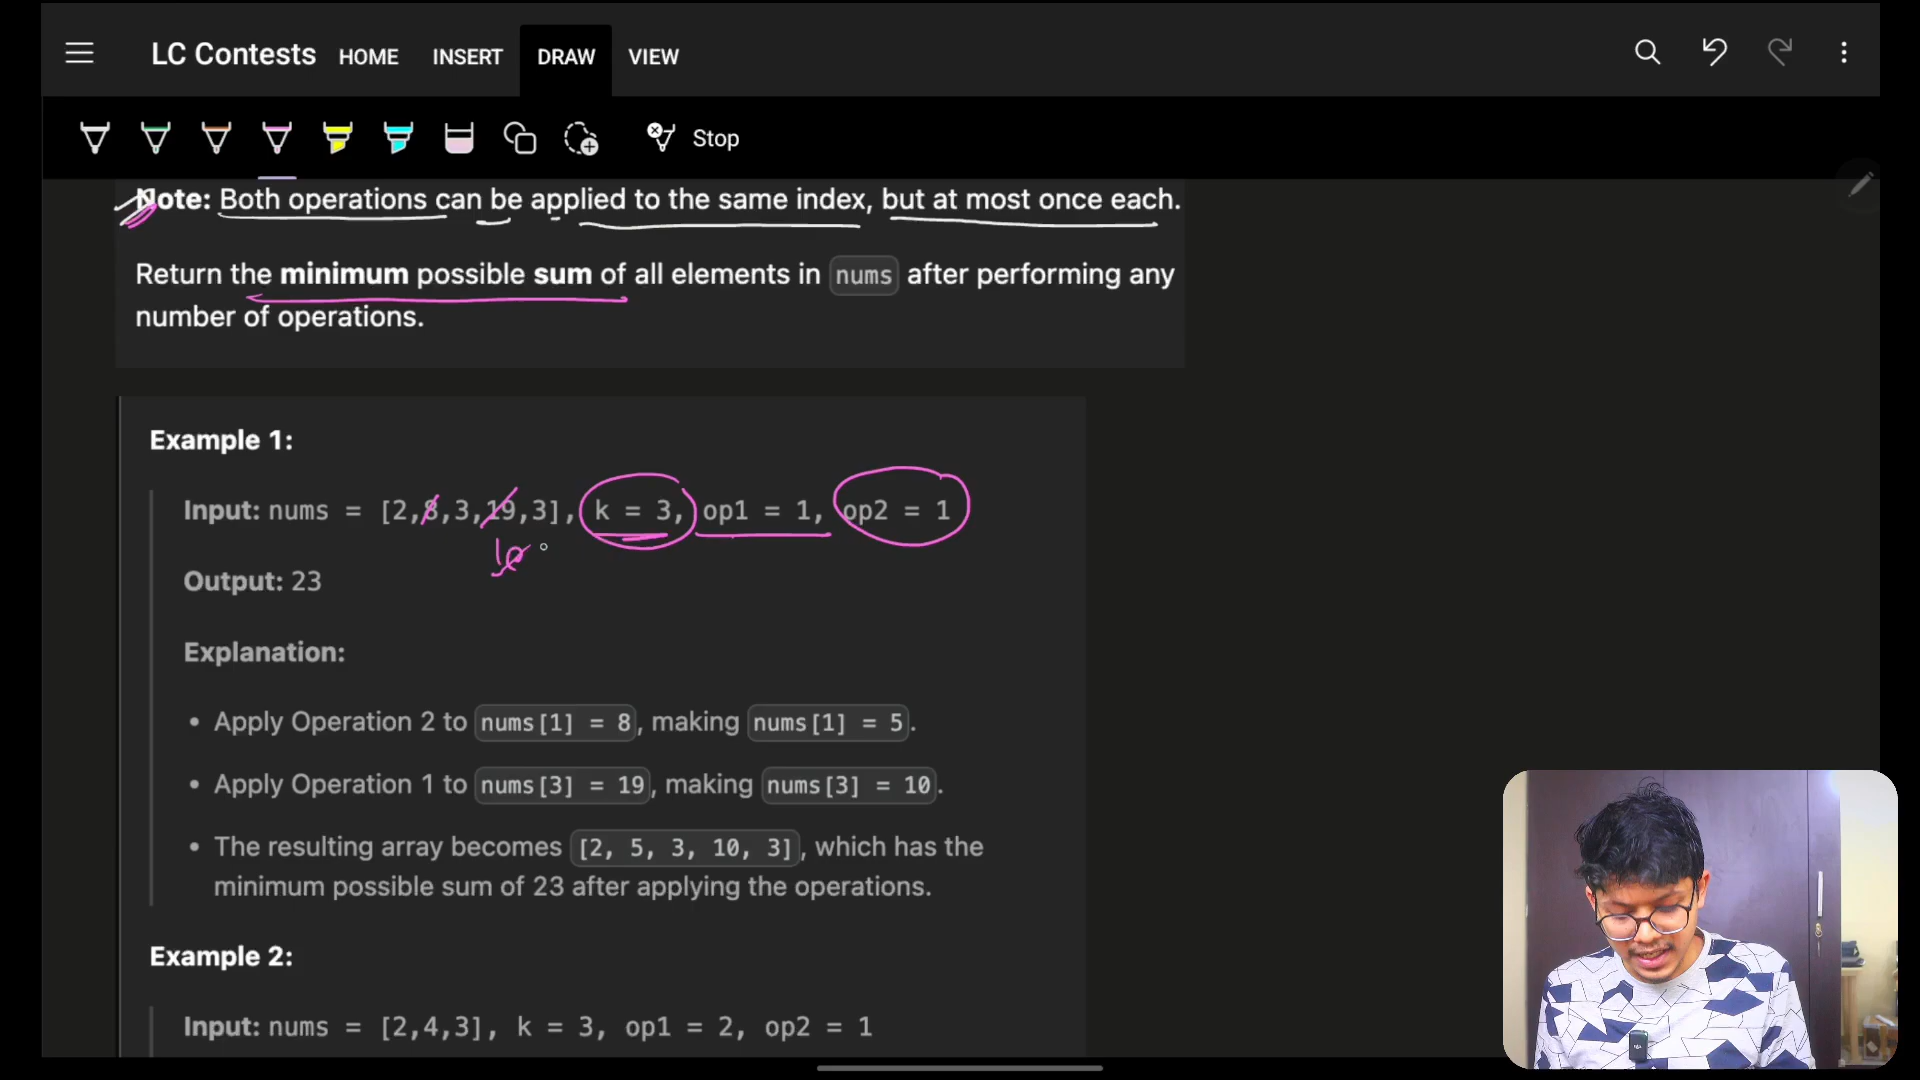 LC Contests HOME INSERT DRAW VIEW
Stop
Note: Both operations can be applied to the same index, but at most once each.
Return the minimum possible sum of all elements in nums after performing any
number of operations.
Example 1:
Input: nums = [2,8,3,19,3], k = 3, op1 = 1, op2 = 1
10
Output: 23
Explanation:
• Apply Operation 2 to nums[1] = 8, making nums[1] = 5.
• Apply Operation 1 to nums[3] = 19, making nums[3] = 10.
• The resulting array becomes [2, 5, 3, 10, 3], which has the
minimum possible sum of 23 after applying the operations.
Example 2:
Input: nums = [2,4,3], k = 3, op1 = 2, op2 = 1